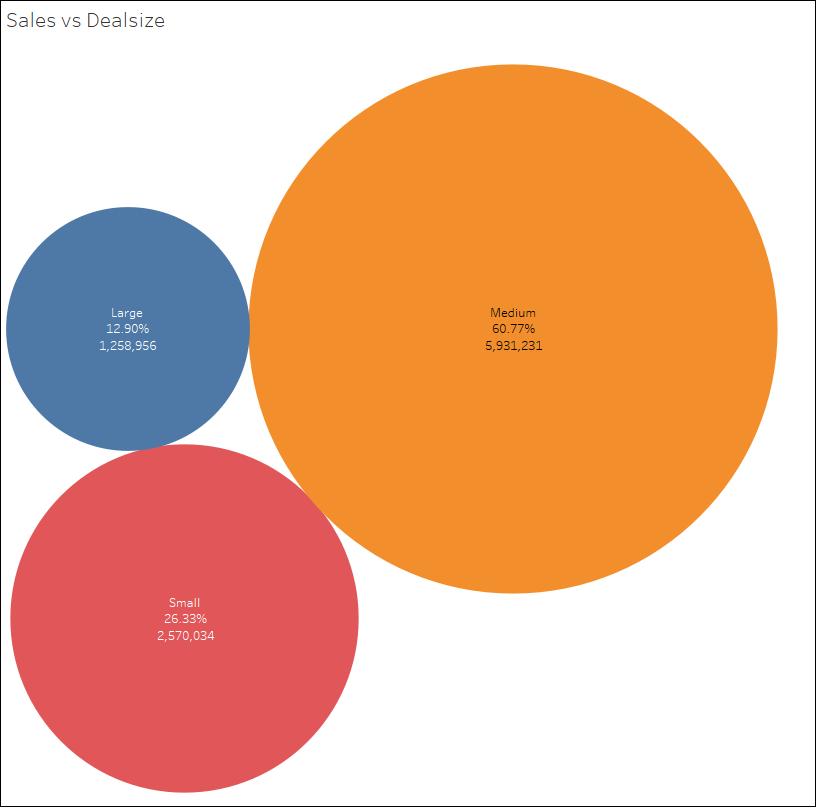 Sales vs Dealsize
Medium
60.77%
5,931,231
Large
12.90%
1,258,956
Small
26.33%
2,570,034